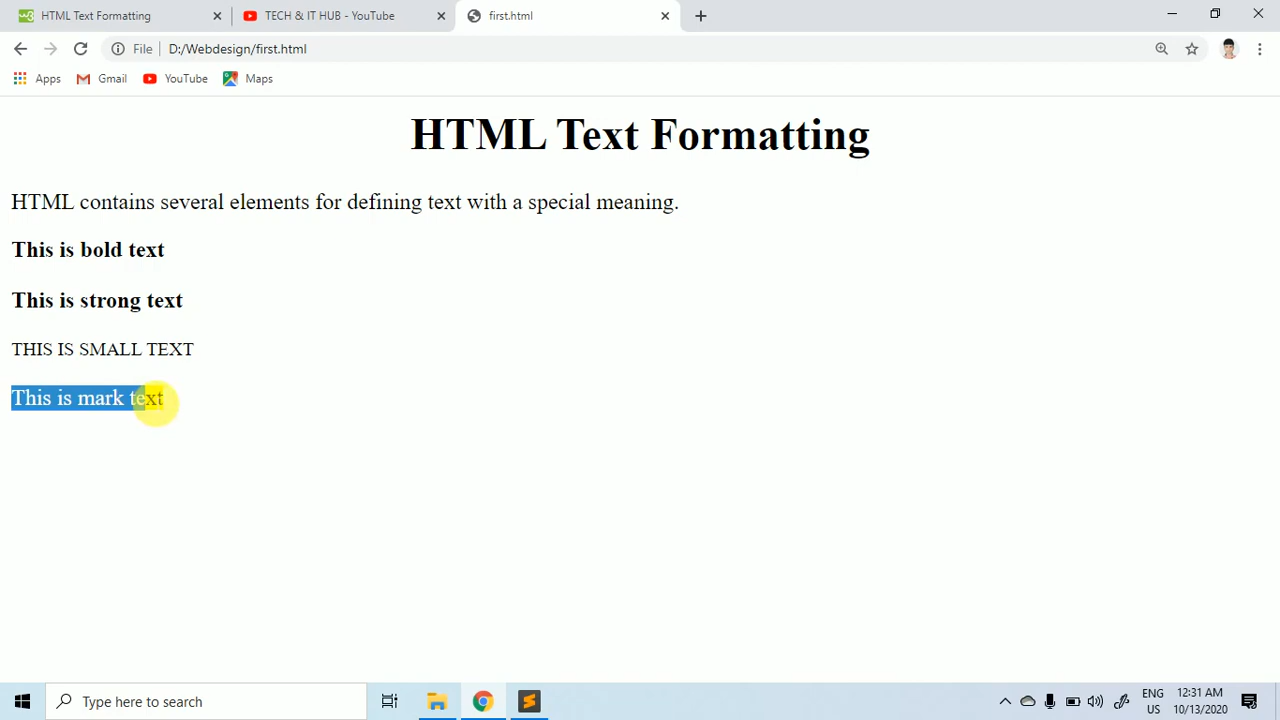 HTML Text Formatting
TECH & IT HUB - YouTube
first.html
File
D:/Webdesign/first.html
Apps
Gmail
YouTube
Maps
HTML Text Formatting
HTML contains several elements for defining text with a special meaning.
This is bold text
This is strong text
THIS IS SMALL TEXT
This is mark text
Type here to search
ENG
US
12:31 AM
10/13/2020